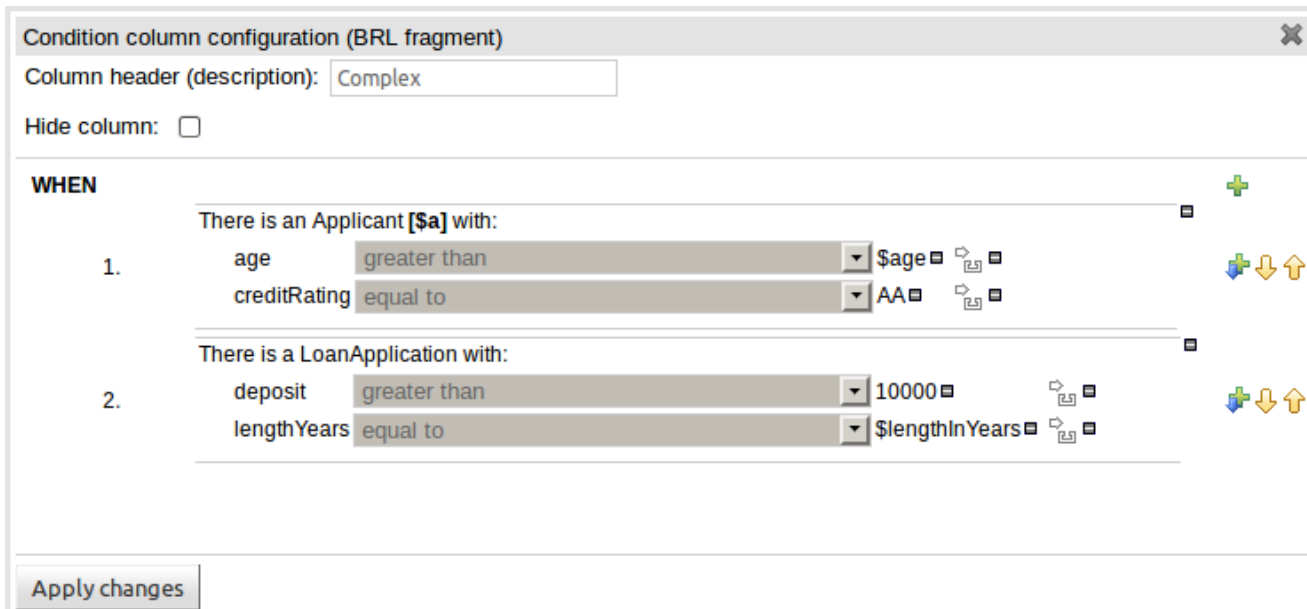 Condition column configuration (BRL fragment)
Column header (description): Complex
Hide column:
WHEN
There is an Applicant [$a] with:
1.
age greater than $age
creditRating equal to AA
There is a LoanApplication with:
2.
deposit greater than 10000
lengthYears equal to $lengthInYears
Apply changes